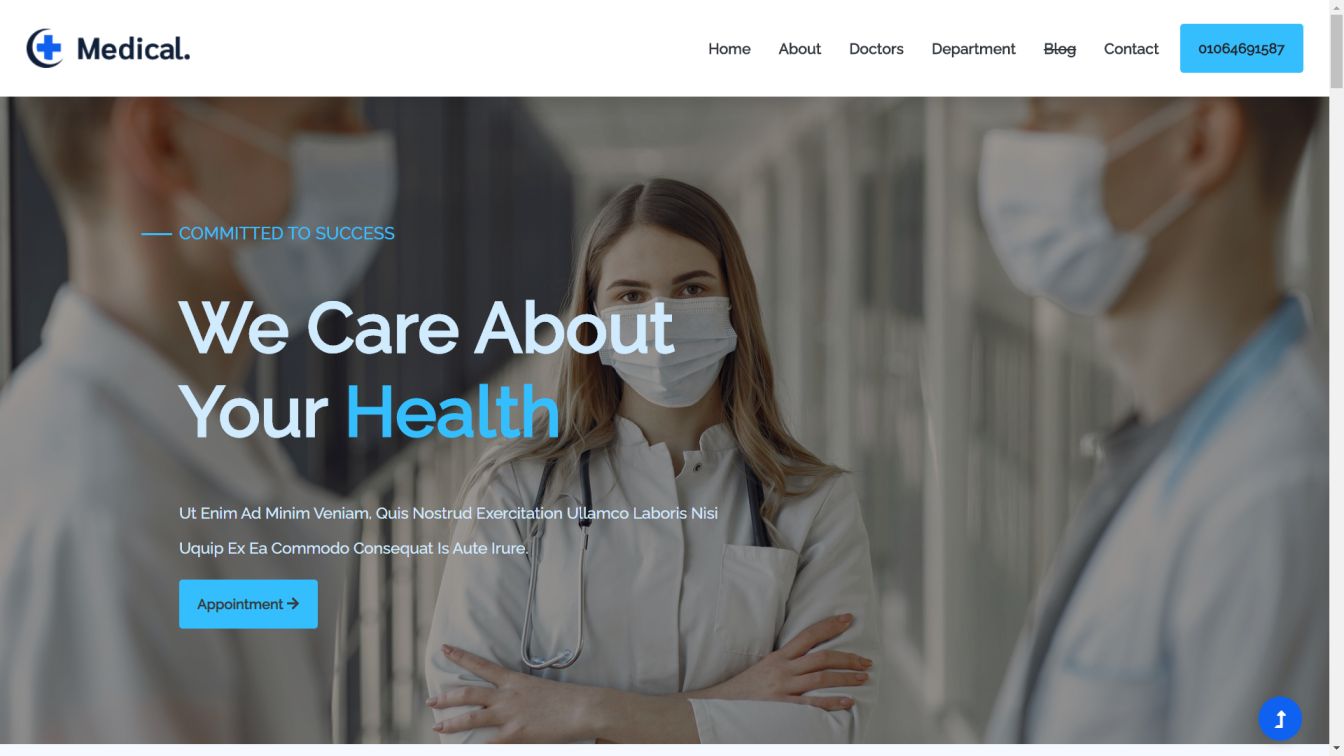 Medical.
Home About Doctors Department Blog Contact 01064691587
COMMITTED TO SUCCESS
We Care About
Your Health
Ut Enim Ad Minim Veniam, Quis Nostrud Exercitation Ullamco Laboris Nisi
Uquip Ex Ea Commodo Consequat Is Aute Irure.
Appointment →